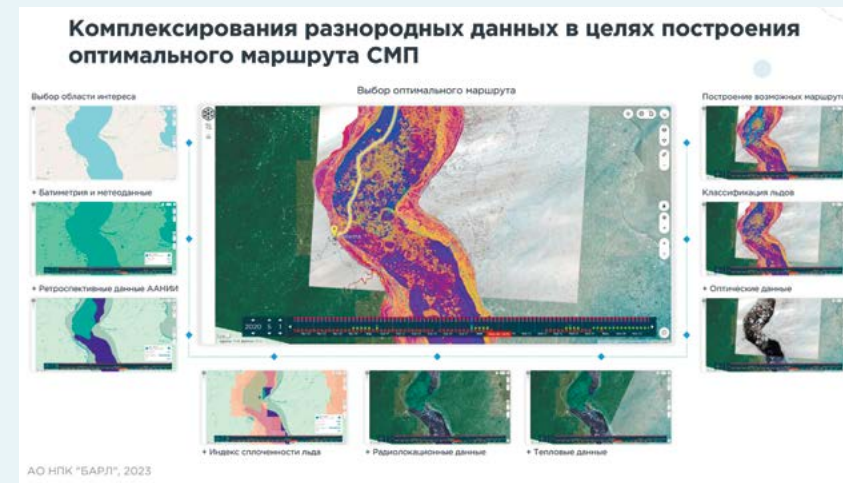 Комплексирования разнородных данных в целях построения
оптимального маршрута СМП
Выбор области интереса
Выбор оптимального маршрута
Построение возможных маршрутов
+ Батиметрия и метеоданные
Классификация льдов
+ Ретроспективные данные ААНИИ
+ Оптические данные
2020 5 1
+ Индекс сплоченности льда
+ Радиолокационные данные
+ Тепловые данные
АО НПК "БАРЛ", 2023